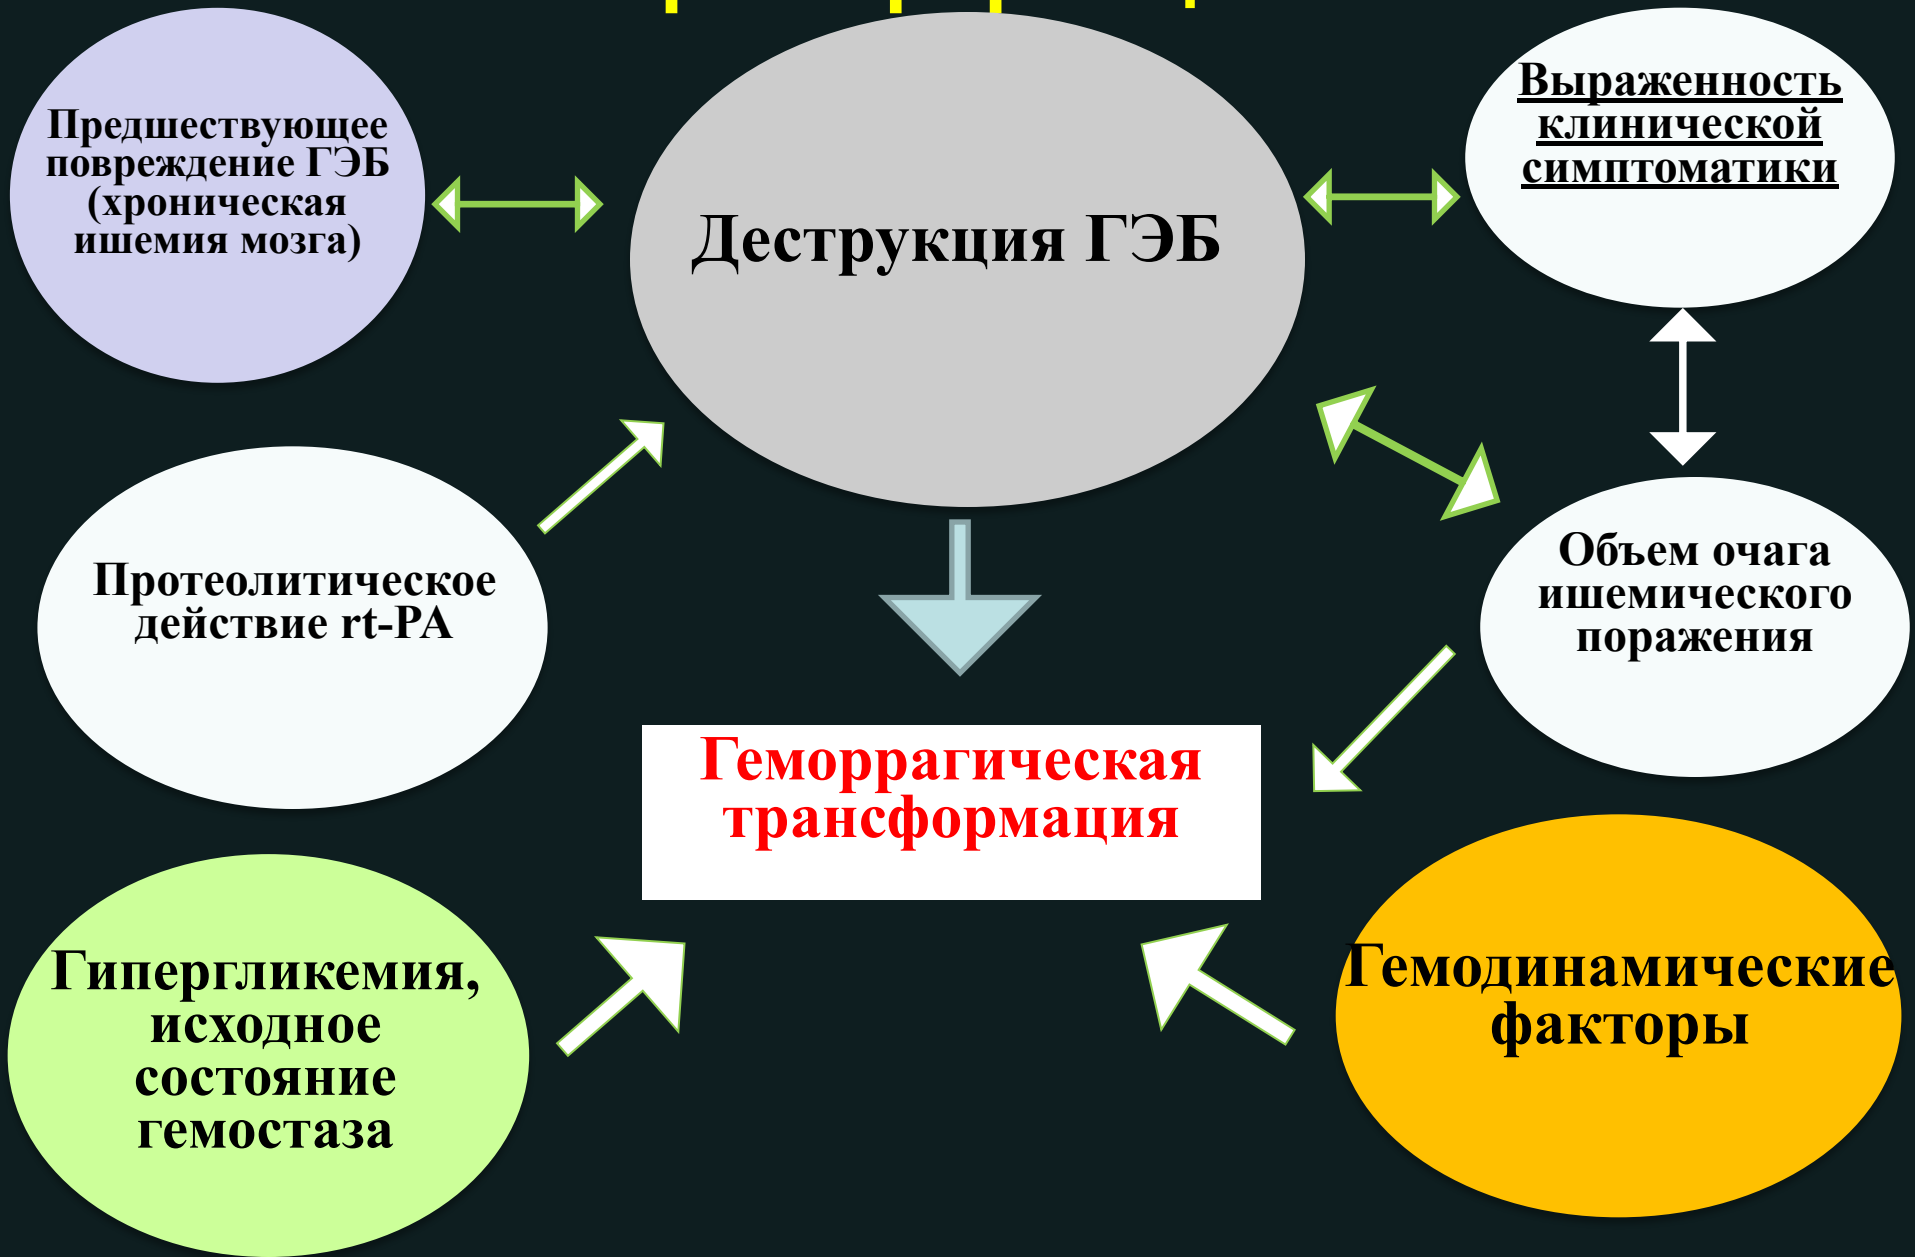 Предшествующее
повреждение ГЭБ
(хроническая
ишемия мозга)
Деструкция ГЭБ
Выраженность
клинической
симптоматики
Протеолитическое
действие rt-PA
Объем очага
ишемического
поражения
Геморрагическая
трансформация
Гипергликемия,
исходное
состояние
гемостаза
Гемодинамические
факторы